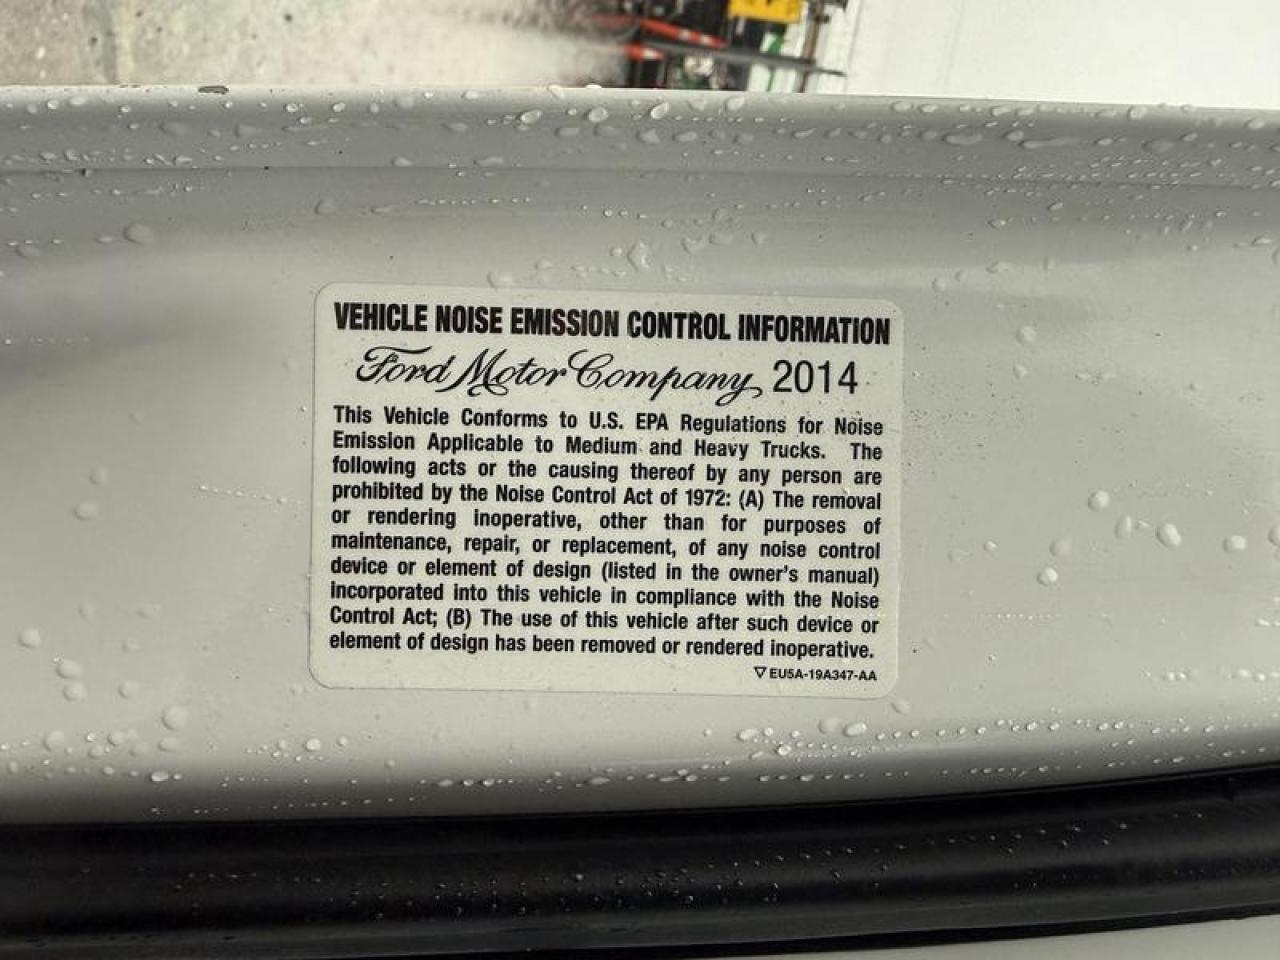 VEHICLE NOISE EMISSION CONTROL INFORMATION
Ford Motor Company 2014
This Vehicle Conforms to U.S. EPA Regulations for Noise
Emission Applicable to Medium and Heavy Trucks. The
following acts or the causing thereof by any person are
prohibited by the Noise Control Act of 1972: (A) The removal
or rendering inoperative, other than for purposes of
maintenance, repair, or replacement, of any noise control
device or element of design (listed in the owner's manual)
incorporated into this vehicle in compliance with the Noise
Control Act; (B) The use of this vehicle after such device or
element of design has been removed or rendered inoperative.
▽ EU5A-19A347-AA